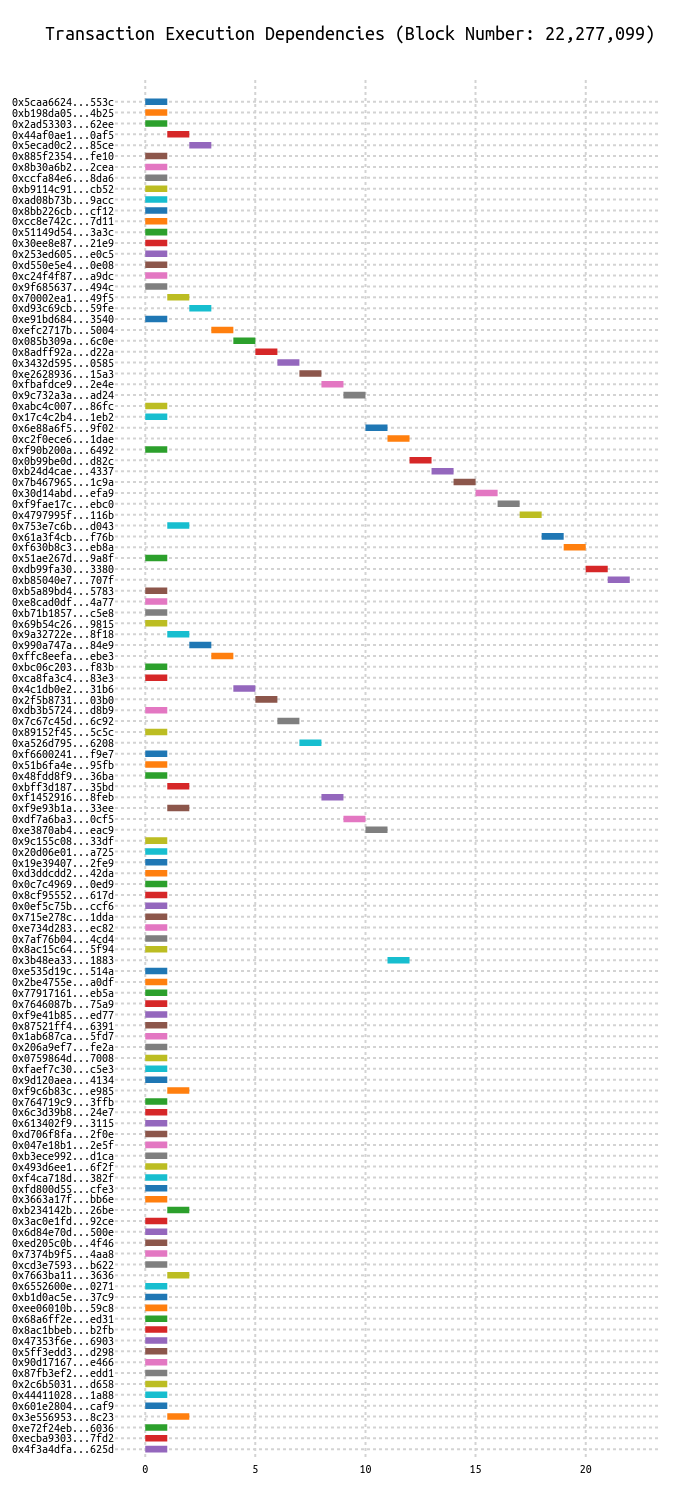 Transaction Execution Dependencies (Block Number: 22,277,099)
0x5caa6624...553c
0xb198da05...4b25
0x2ad53303...62ee
0x44af0ae1...0af5
0x5ecad0c2...85ce
0x885f2354...fe10
0x8b30a6b2...2cea
0xccfa84e6...8da6
0xb9114c91...cb52
0xad08b73b...9acc
0x8bb226cb...cf12
0xcc8e742c...7d11
0x51149d54...3a3c
0x30ee8e87...21e9
0x253ed605...e0c5
0xd550e5e4...0e08
0xc24f4f87...a9dc
0x9f685637...494c
0x70002ea1...49f5
0xd93c69cb...59fe
0xe91bd684...3540
0xefc2717b...5004
0x085b309a...6c0e
0x8adff92a...d22a
0x3432d595...0585
0xe2628936...15a3
0xfbafdce9...2e4e
0x9c732a3a...ad24
0xabc4c007...86fc
0x17c4c2b4...1eb2
0x6e88a6f5...9f02
0xc2f0ece6...1dae
0xf90b200a...6492
0x0b99be0d...d82c
0xb24d4cae...4337
0x7b467965...1c9a
0x30d14abd...efa9
0xf9fae17c...ebc0
0x4797995f...116b
0x753e7c6b...d043
0x61a3f4cb...f76b
0xf630b8c3...eb8a
0x51ae267d...9a8f
0xdb99fa30...3380
0xb85040e7...707f
0xb5a89bd4...5783
0xe8cad0df...4a77
0xb71b1857...c5e8
0x69b54c26...9815
0x9a32722e...8f18
0x990a747a...84e9
0xffc8eefa...ebe3
0xbc06c203...f83b
0xca8fa3c4...83e3
0x4c1db0e2...31b6
0x2f5b8731...03b0
0xdb3b5724...d8b9
0x7c67c45d...6c92
0x89152f45...5c5c
0xa526d795...6208
0xf6600241...f9e7
0x51b6fa4e...95fb
0x48fdd8f9...36ba
0xbff3d187...35bd
0xf1452916...8feb
0xf9e93b1a...33ee
0xdf7a6ba3...0cf5
0xe3870ab4...eac9
0x9c155c08...33df
0x20d06e01...a725
0x19e39407...2fe9
0xd3ddcdd2...42da
0x0c7c4969...0ed9
0x8cf95552...617d
0x0ef5c75b...ccf6
0x715e278c...1dda
0xe734d283...ec82
0x7af76b04...4cd4
0x8ac15c64...5f94
0x3b48ea33...1883
0xe535d19c...514a
0x2be4755e...a0df
0x77917161...eb5a
0x7646087b...75a9
0xf9e41b85...ed77
0x87521ff4...6391
0x1ab687ca...5fd7
0x206a9ef7...fe2a
0x0759864d...7008
0xfaef7c30...c5e3
0x9d120aea...4134
0xf9c6b83c...e985
0x764719c9...3ffb
0x6c3d39b8...24e7
0x613402f9...3115
0xd706f8fa...2f0e
0x047e18b1...2e5f
0xb3ece992...d1ca
0x493d6ee1...6f2f
0xf4ca718d...382f
0xfd800d55...cfe3
0x3663a17f...bb6e
0xb234142b...26be
0x3ac0e1fd...92ce
0x6d84e70d...500e
0xed205c0b...4f46
0x7374b9f5...4aa8
0xcd3e7593...b622
0x7663ba11...3636
0x6552600e...0271
0xb1d0ac5e...37c9
0xee06010b...59c8
0x68a6ff2e...ed31
0x8ac1bbeb...b2fb
0x47353f6e...6903
0x5ff3edd3...d298
0x90d17167...e466
0x87fb3ef2...edd1
0x2c6b5031...d658
0x44411028...1a88
0x601e2804...caf9
0x3e556953...8c23
0xe72f24eb...6036
0xecba9303...7fd2
0x4f3a4dfa...625d
0 5 10 15 20